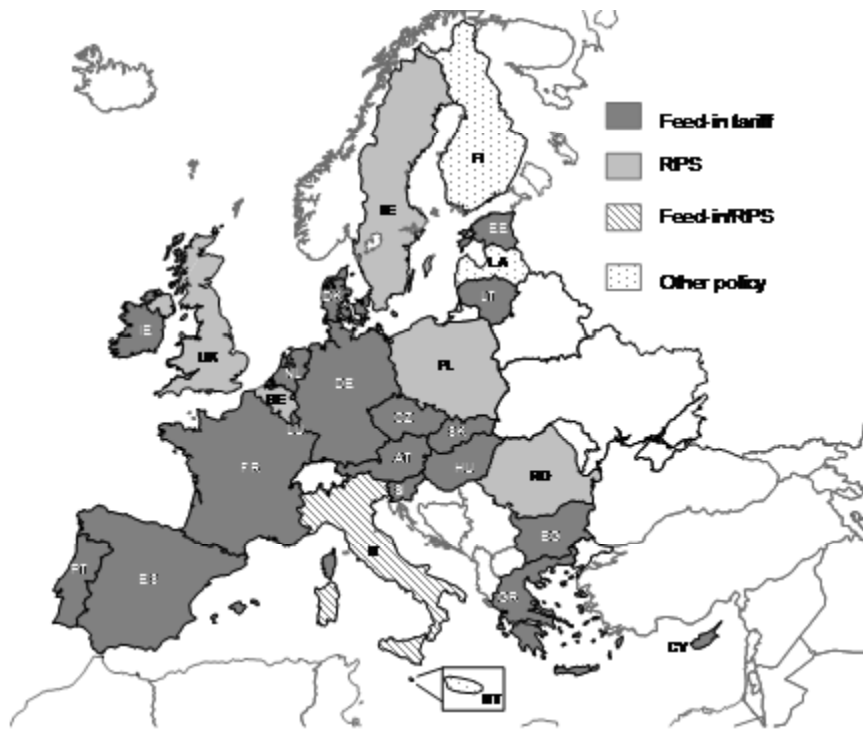 Feed-in tariff
RPS
Feed-in/RPS
Other policy
FI
SE
EE
LA
LT
DK
IE
UK
NL
BE
LU
DE
PL
CZ
SK
FR
AT
HU
RO
IT
BG
PT
ES
GR
CY